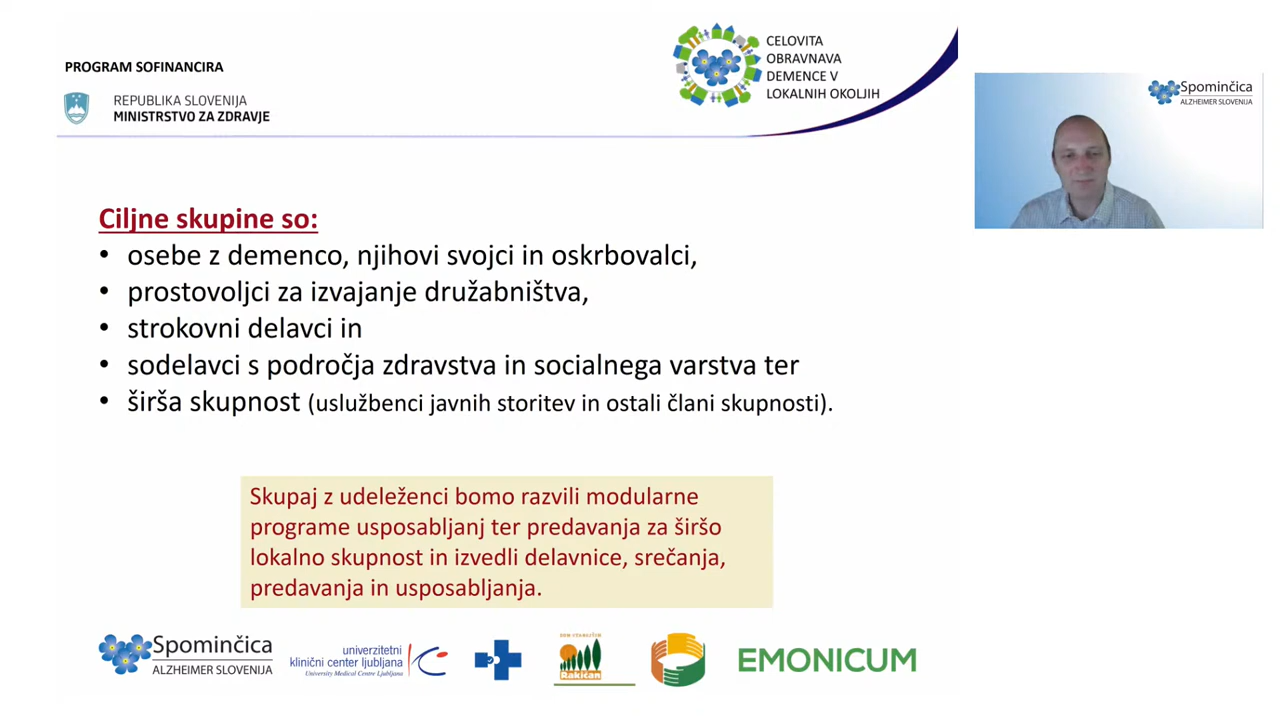 PROGRAM SOFINANCIRA
REPUBLIKA SLOVENIJA
MINISTRSTVO ZA ZDRAVJE
CELOVITA
OBRAVNAVA
DEMENCE V
LOKALNIH OKOLJIH
Spominčica
ALZHEIMER SLOVENIJA
Ciljne skupine so:
• osebe z demenco, njihovi svojci in oskrbovalci,
• prostovoljci za izvajanje družabništva,
• strokovni delavci in
• sodelavci s področja zdravstva in socialnega varstva ter
• širša skupnost (uslužbenci javnih storitev in ostali člani skupnosti).
Skupaj z udeleženci bomo razvili modularne
programe usposabljanj ter predavanja za širšo
lokalno skupnost in izvedli delavnice, srečanja,
predavanja in usposabljanja.
Spominčica
ALZHEIMER SLOVENIJA
univerzitetni
klinični center ljubljana
University Medical Centre Ljubljana
DOM STAREJŠIH
Rakičan
EMONICUM